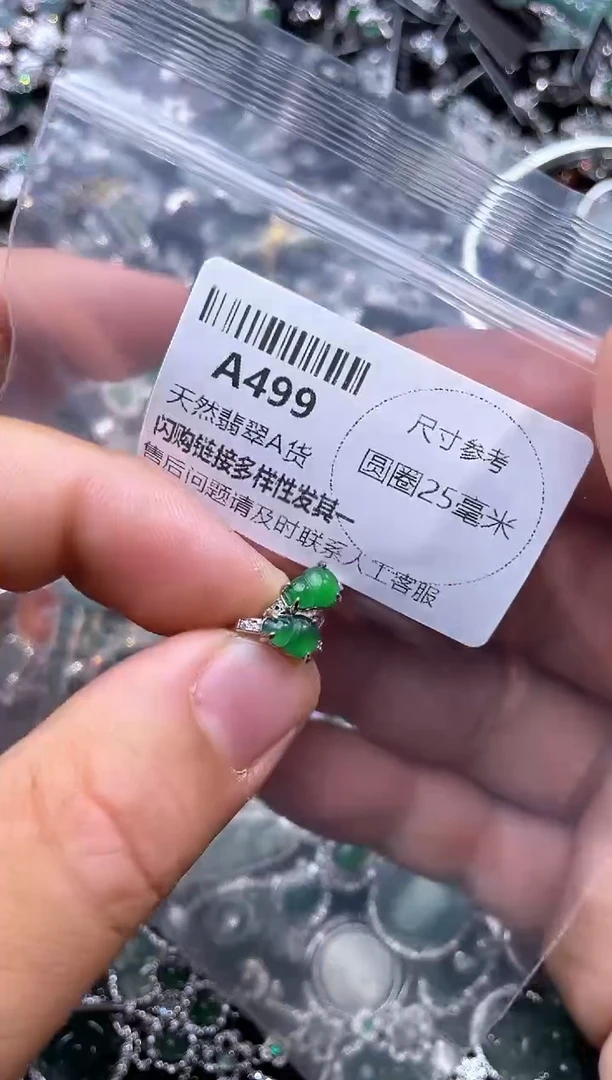 A499
天然翡翠A货
闪购链接多样性发其一
售后问题请及时联系人工客服
尺寸参考
圆圈25毫米